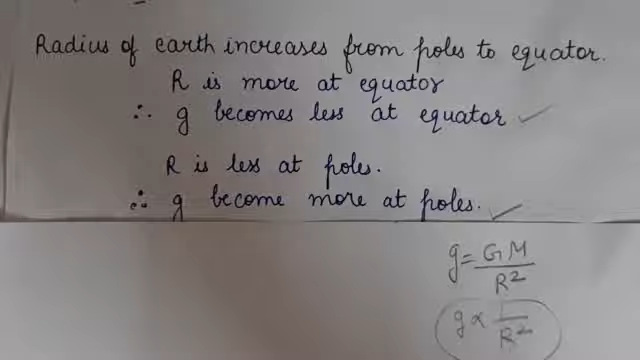 Radius of earth increases from poles to equator.
R is more at equator
∴ g becomes less at equator ✓
R is less at poles.
∴ g become more at poles. ✓
g = GM/R²
g ∝ 1/R²